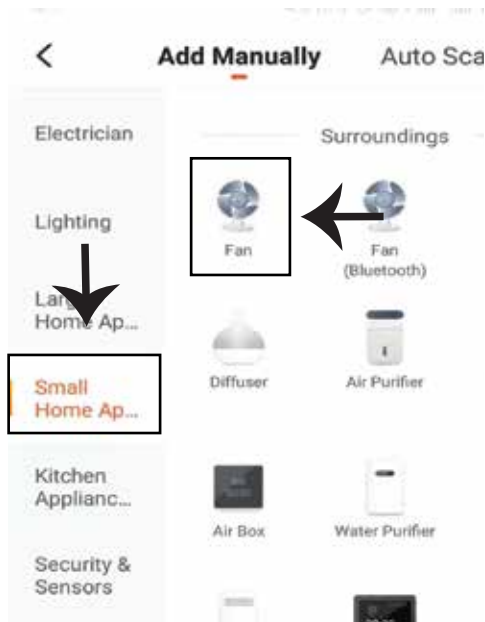 Add Manually
Auto Sca
Electrician
Lighting
Home Ap...
Small
Home Ap...
Kitchen
Applianc...
Security &
Sensors
Surroundings
Fan
Fan
(Bluetooth)
Diffuser
Air Purifier
Air Box
Water Purifier